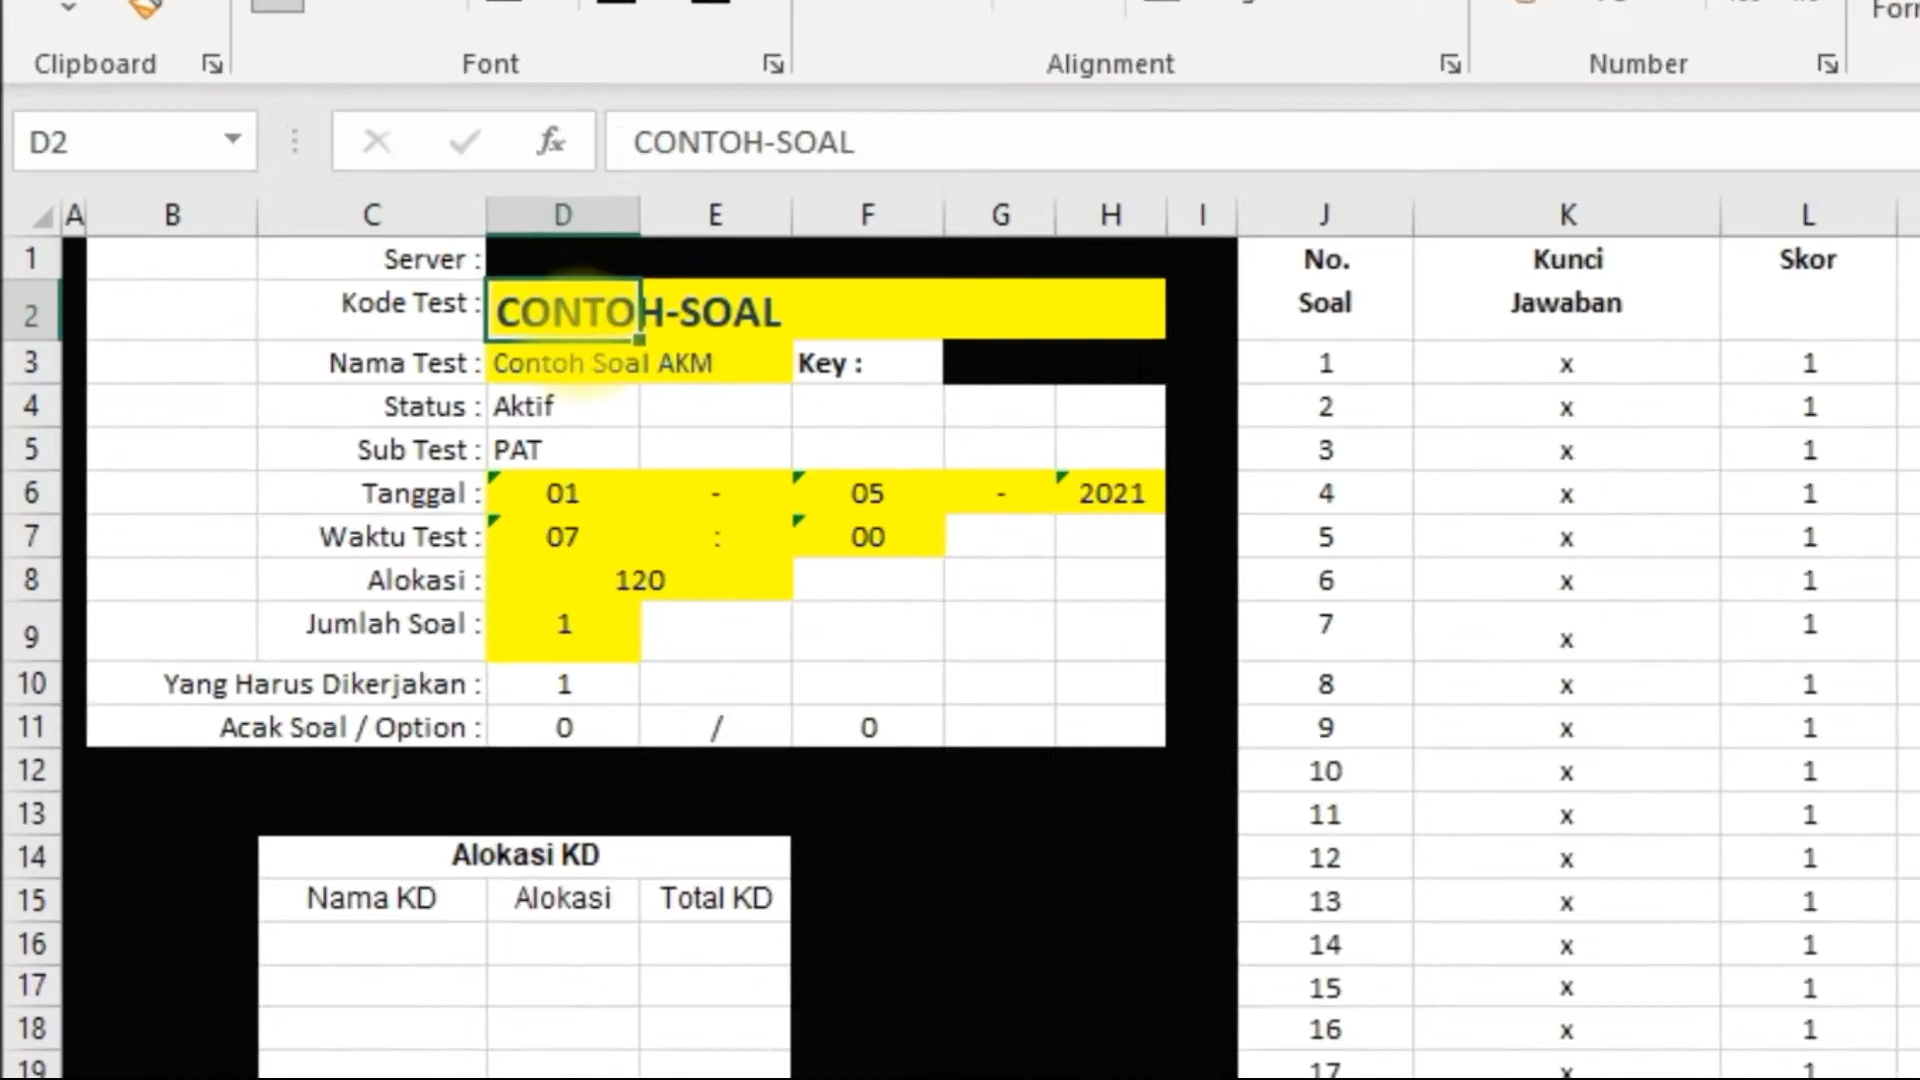 Clipboard Font Alignment Number
D2 fx CONTOH-SOAL
A B C D E F G H I J K L
1 Server : No. Kunci Skor
2 Kode Test : CONTOH-SOAL Soal Jawaban
3 Nama Test : Contoh Soal AKM Key : 1 x 1
4 Status : Aktif 2 x 1
5 Sub Test : PAT 3 x 1
6 Tanggal : 01 - 05 - 2021 4 x 1
7 Waktu Test : 07 : 00 5 x 1
8 Alokasi : 120 6 x 1
9 Jumlah Soal : 1 7 x 1
10 Yang Harus Dikerjakan : 1 8 x 1
11 Acak Soal / Option : 0 / 0 9 x 1
12 10 x 1
13 11 x 1
14 Alokasi KD 12 x 1
15 Nama KD Alokasi Total KD 13 x 1
16 14 x 1
17 15 x 1
18 16 x 1
19 17 x 1